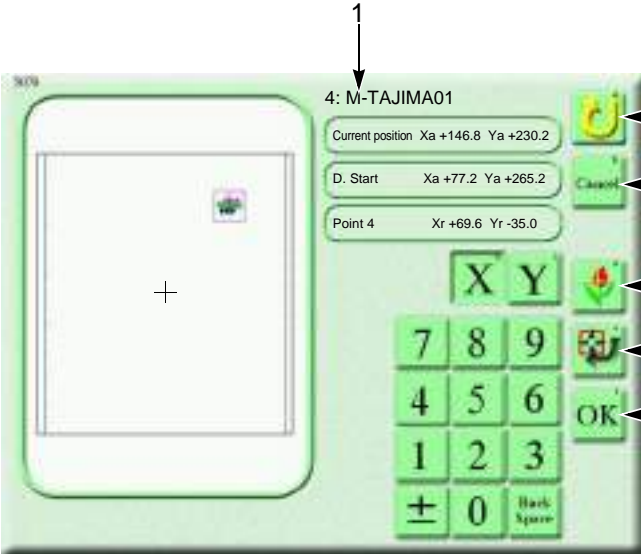 1
4: M-TAJIMA01
Current position Xa +146.8 Ya +230.2
D. Start Xa +77.2 Ya +265.2
Point 4 Xr +69.6 Yr -35.0
Cancel
X Y
7 8 9
4 5 6
OK
1 2 3
± 0 Back Space